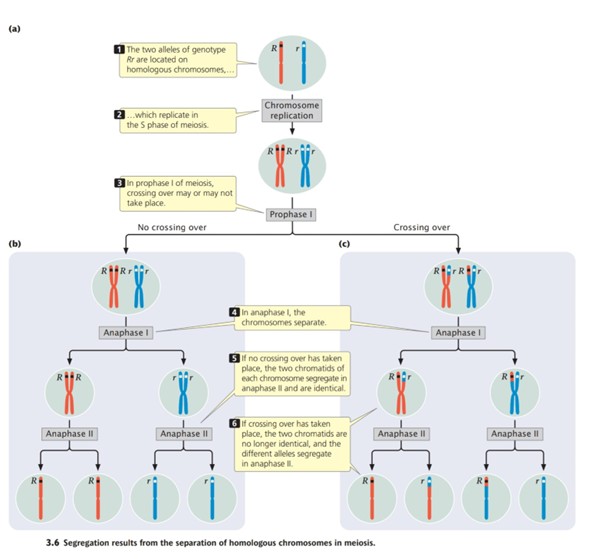 (a)
1 The two alleles of genotype
Rr are located on
homologous chromosomes,...
R r
Chromosome
replication
2 ...which replicate in
the S phase of meiosis.
R R r r
3 In prophase I of meiosis,
crossing over may or may not
take place.
Prophase I
No crossing over
Crossing over
(b)
(c)
R R r r
R r R r
4 In anaphase I, the
chromosomes separate.
Anaphase I
Anaphase I
5 If no crossing over has taken
place, the two chromatids of
each chromosome segregate in
anaphase II and are identical.
R R
r r
R r
R r
6 If crossing over has taken
place, the two chromatids are
no longer identical, and the
different alleles segregate
in anaphase II.
Anaphase II
Anaphase II
Anaphase II
Anaphase II
R
R
r
r
R
r
R
r
3.6 Segregation results from the separation of homologous chromosomes in meiosis.